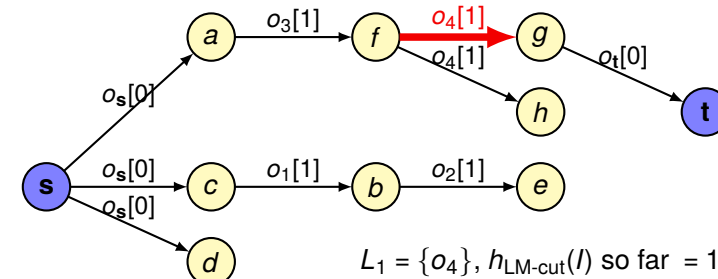 o₄[1]
a o₃[1] f g
o₄[1] oₜ[0]
oₛ[0]
h t
oₛ[0] o₁[1] o₂[1]
s c b e
oₛ[0]
d
L₁ = {o₄}, h_LM-cut(I) so far = 1